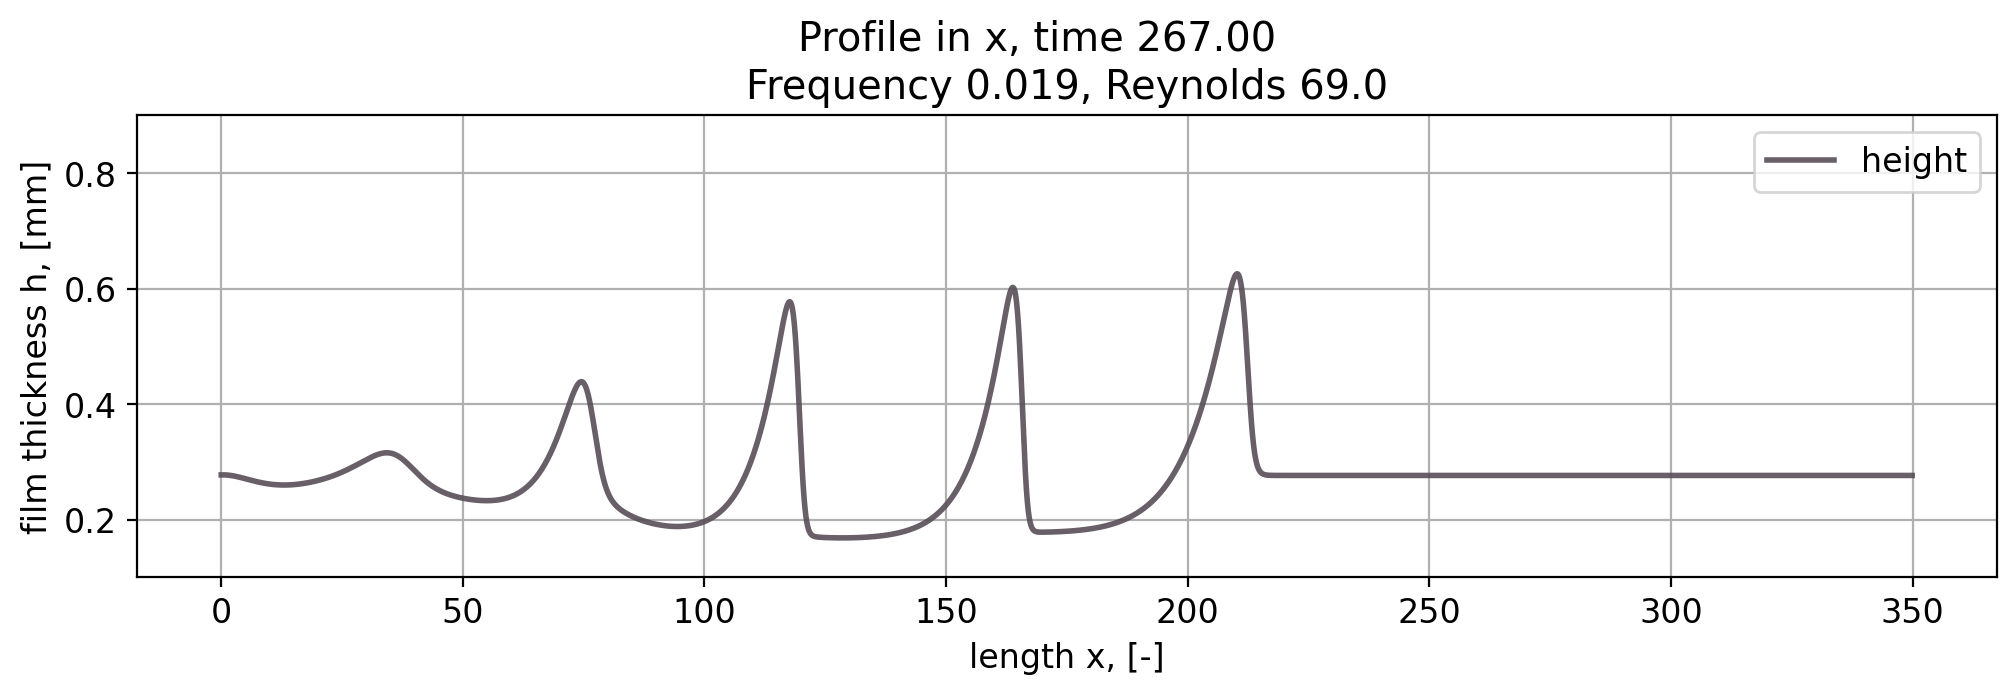 Profile in x, time 267.00
Frequency 0.019, Reynolds 69.0
height
film thickness h, [mm]
0.8
0.6
0.4
0.2
0 50 100 150 200 250 300 350
length x, [-]